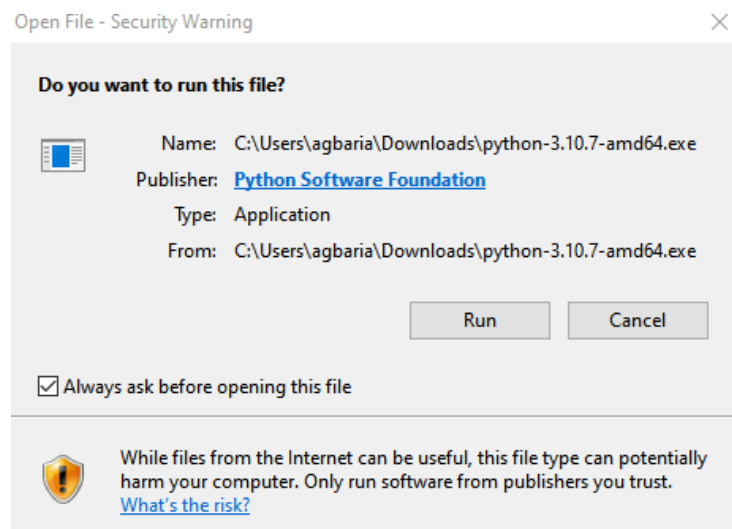 Open File - Security Warning
Do you want to run this file?
Name: C:\Users\agbaria\Downloads\python-3.10.7-amd64.exe
Publisher: Python Software Foundation
Type: Application
From: C:\Users\agbaria\Downloads\python-3.10.7-amd64.exe
Run Cancel
Always ask before opening this file
While files from the Internet can be useful, this file type can potentially
harm your computer. Only run software from publishers you trust.
What's the risk?